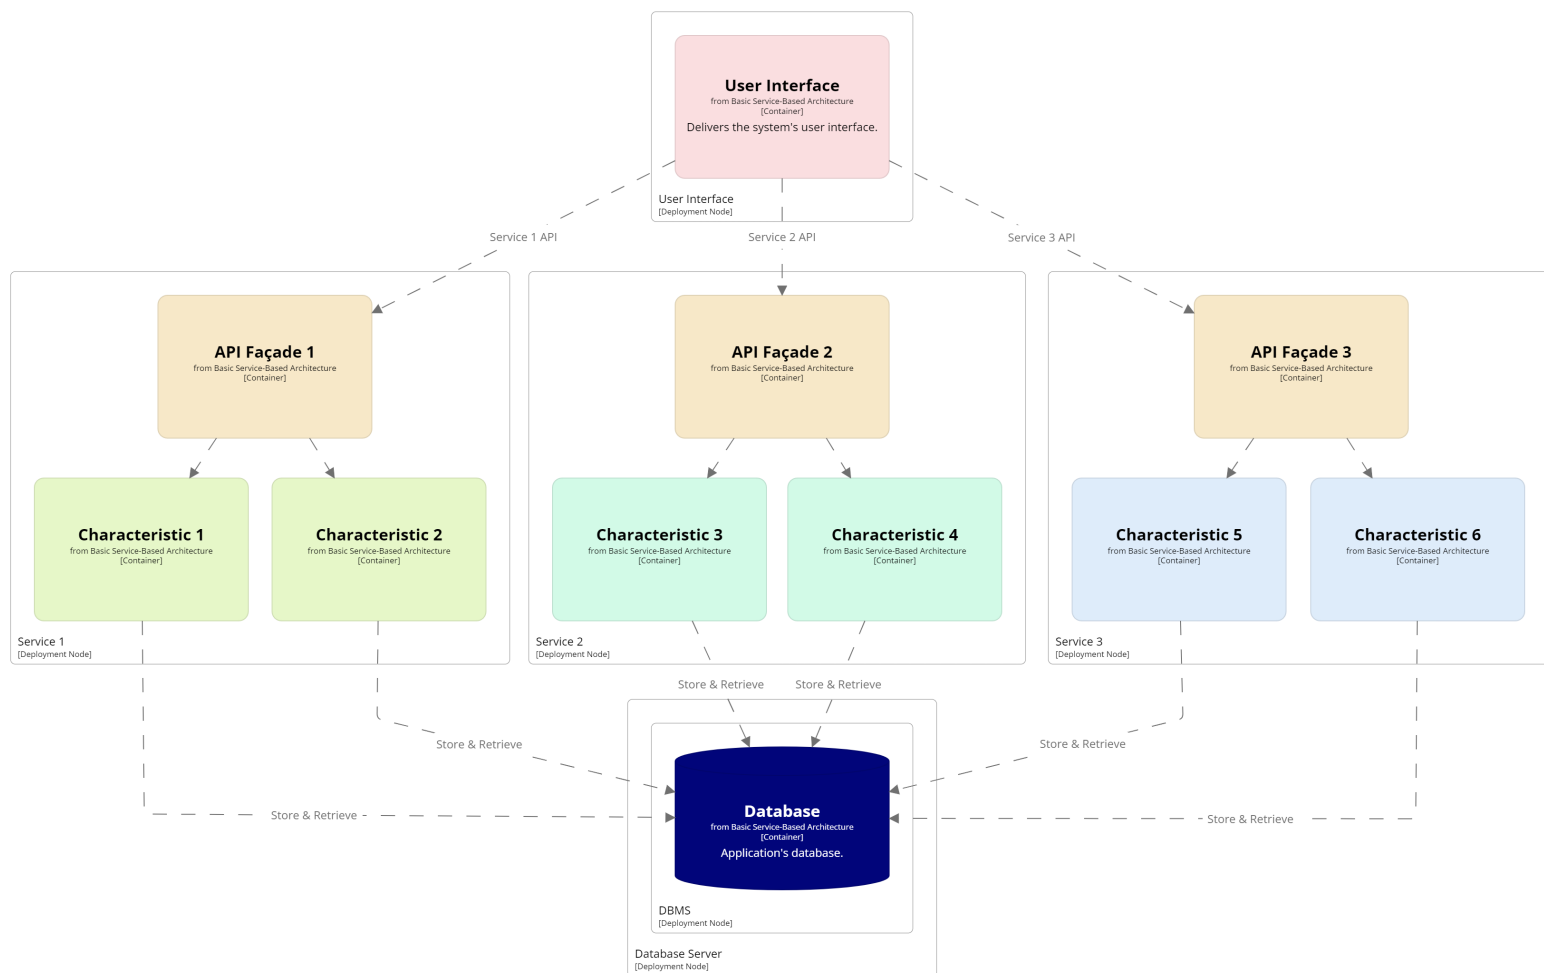 User Interface
from Basic Service-Based Architecture
[Container]
Delivers the system's user interface.
User Interface
[Deployment Node]
Service 1 API
Service 2 API
Service 3 API
API Façade 1
from Basic Service-Based Architecture
[Container]
API Façade 2
from Basic Service-Based Architecture
[Container]
API Façade 3
from Basic Service-Based Architecture
[Container]
Characteristic 1
from Basic Service-Based Architecture
[Container]
Characteristic 2
from Basic Service-Based Architecture
[Container]
Characteristic 3
from Basic Service-Based Architecture
[Container]
Characteristic 4
from Basic Service-Based Architecture
[Container]
Characteristic 5
from Basic Service-Based Architecture
[Container]
Characteristic 6
from Basic Service-Based Architecture
[Container]
Service 1
[Deployment Node]
Service 2
[Deployment Node]
Service 3
[Deployment Node]
Store & Retrieve
Store & Retrieve
Store & Retrieve
Store & Retrieve
Store & Retrieve
Store & Retrieve
Database
from Basic Service-Based Architecture
[Container]
Application's database.
DBMS
[Deployment Node]
Database Server
[Deployment Node]